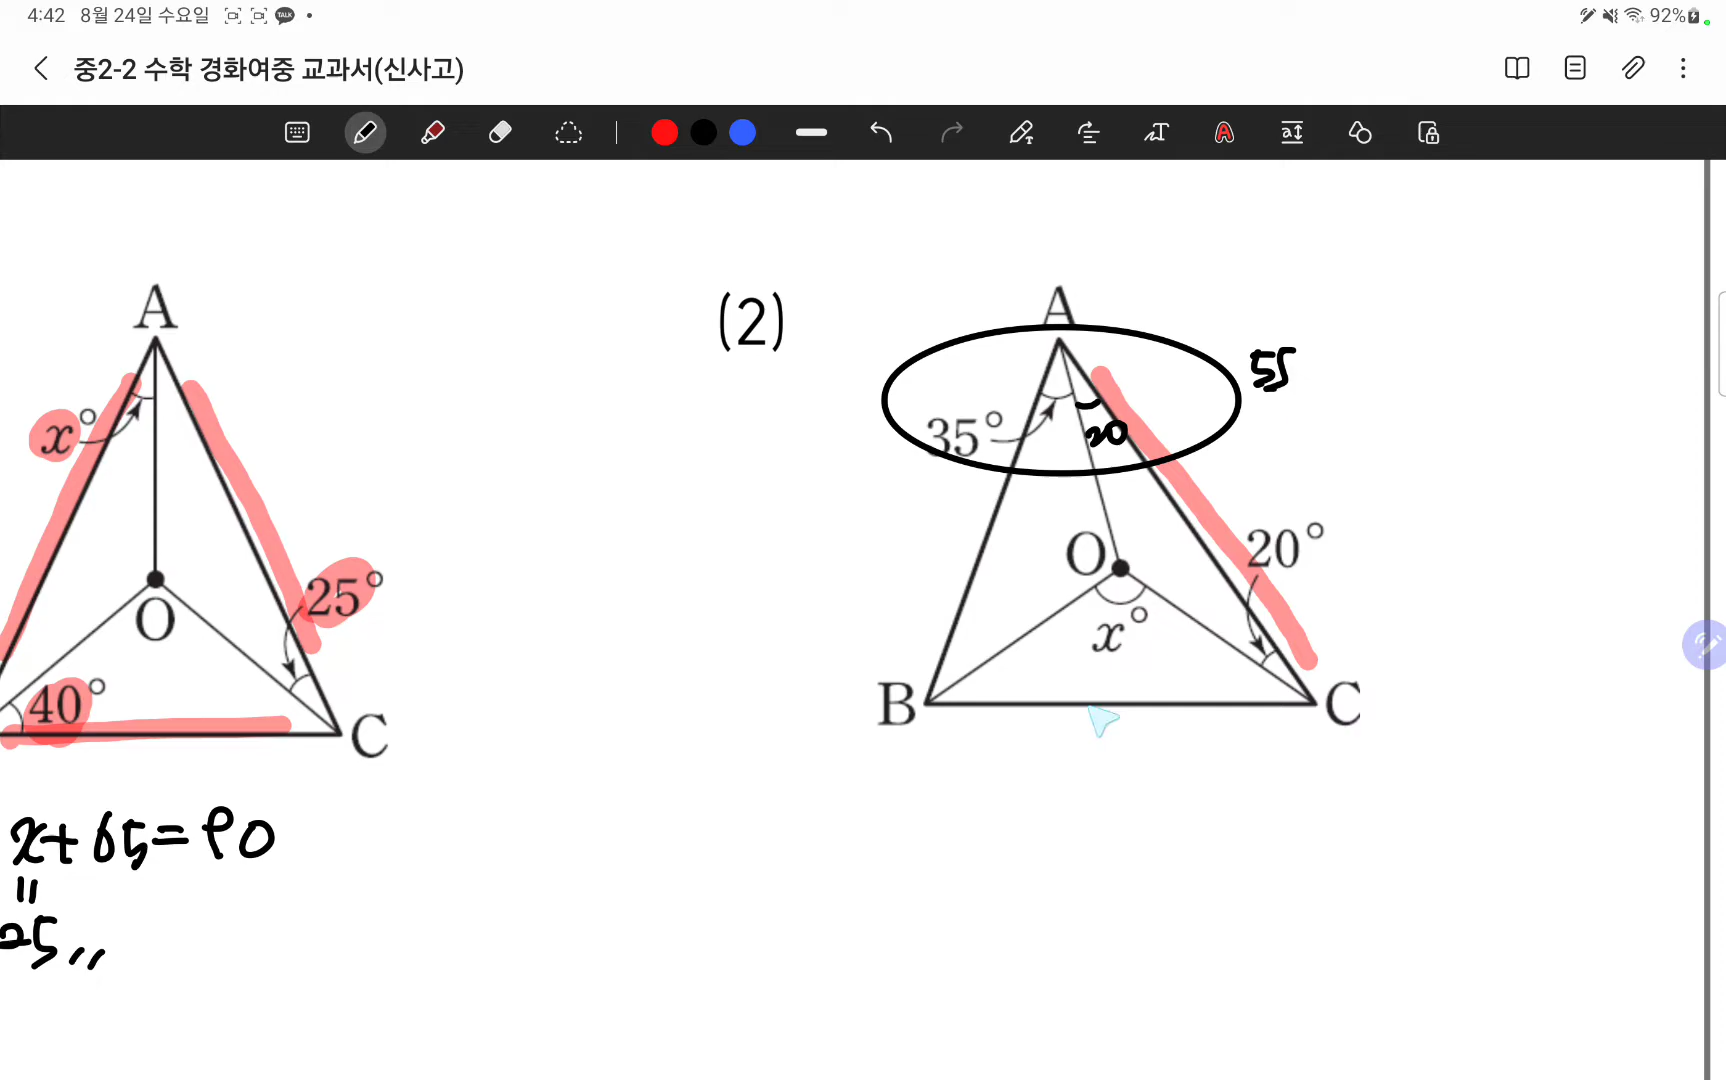 4:42 8월 24일 수요일 TALK 92%
중2-2 수학 경화여중 교과서(신사고)
A
x°
O
25°
40°
C
x+65=90
=
25,,
(2)
A
55
35°
20
O
20°
x°
B
C